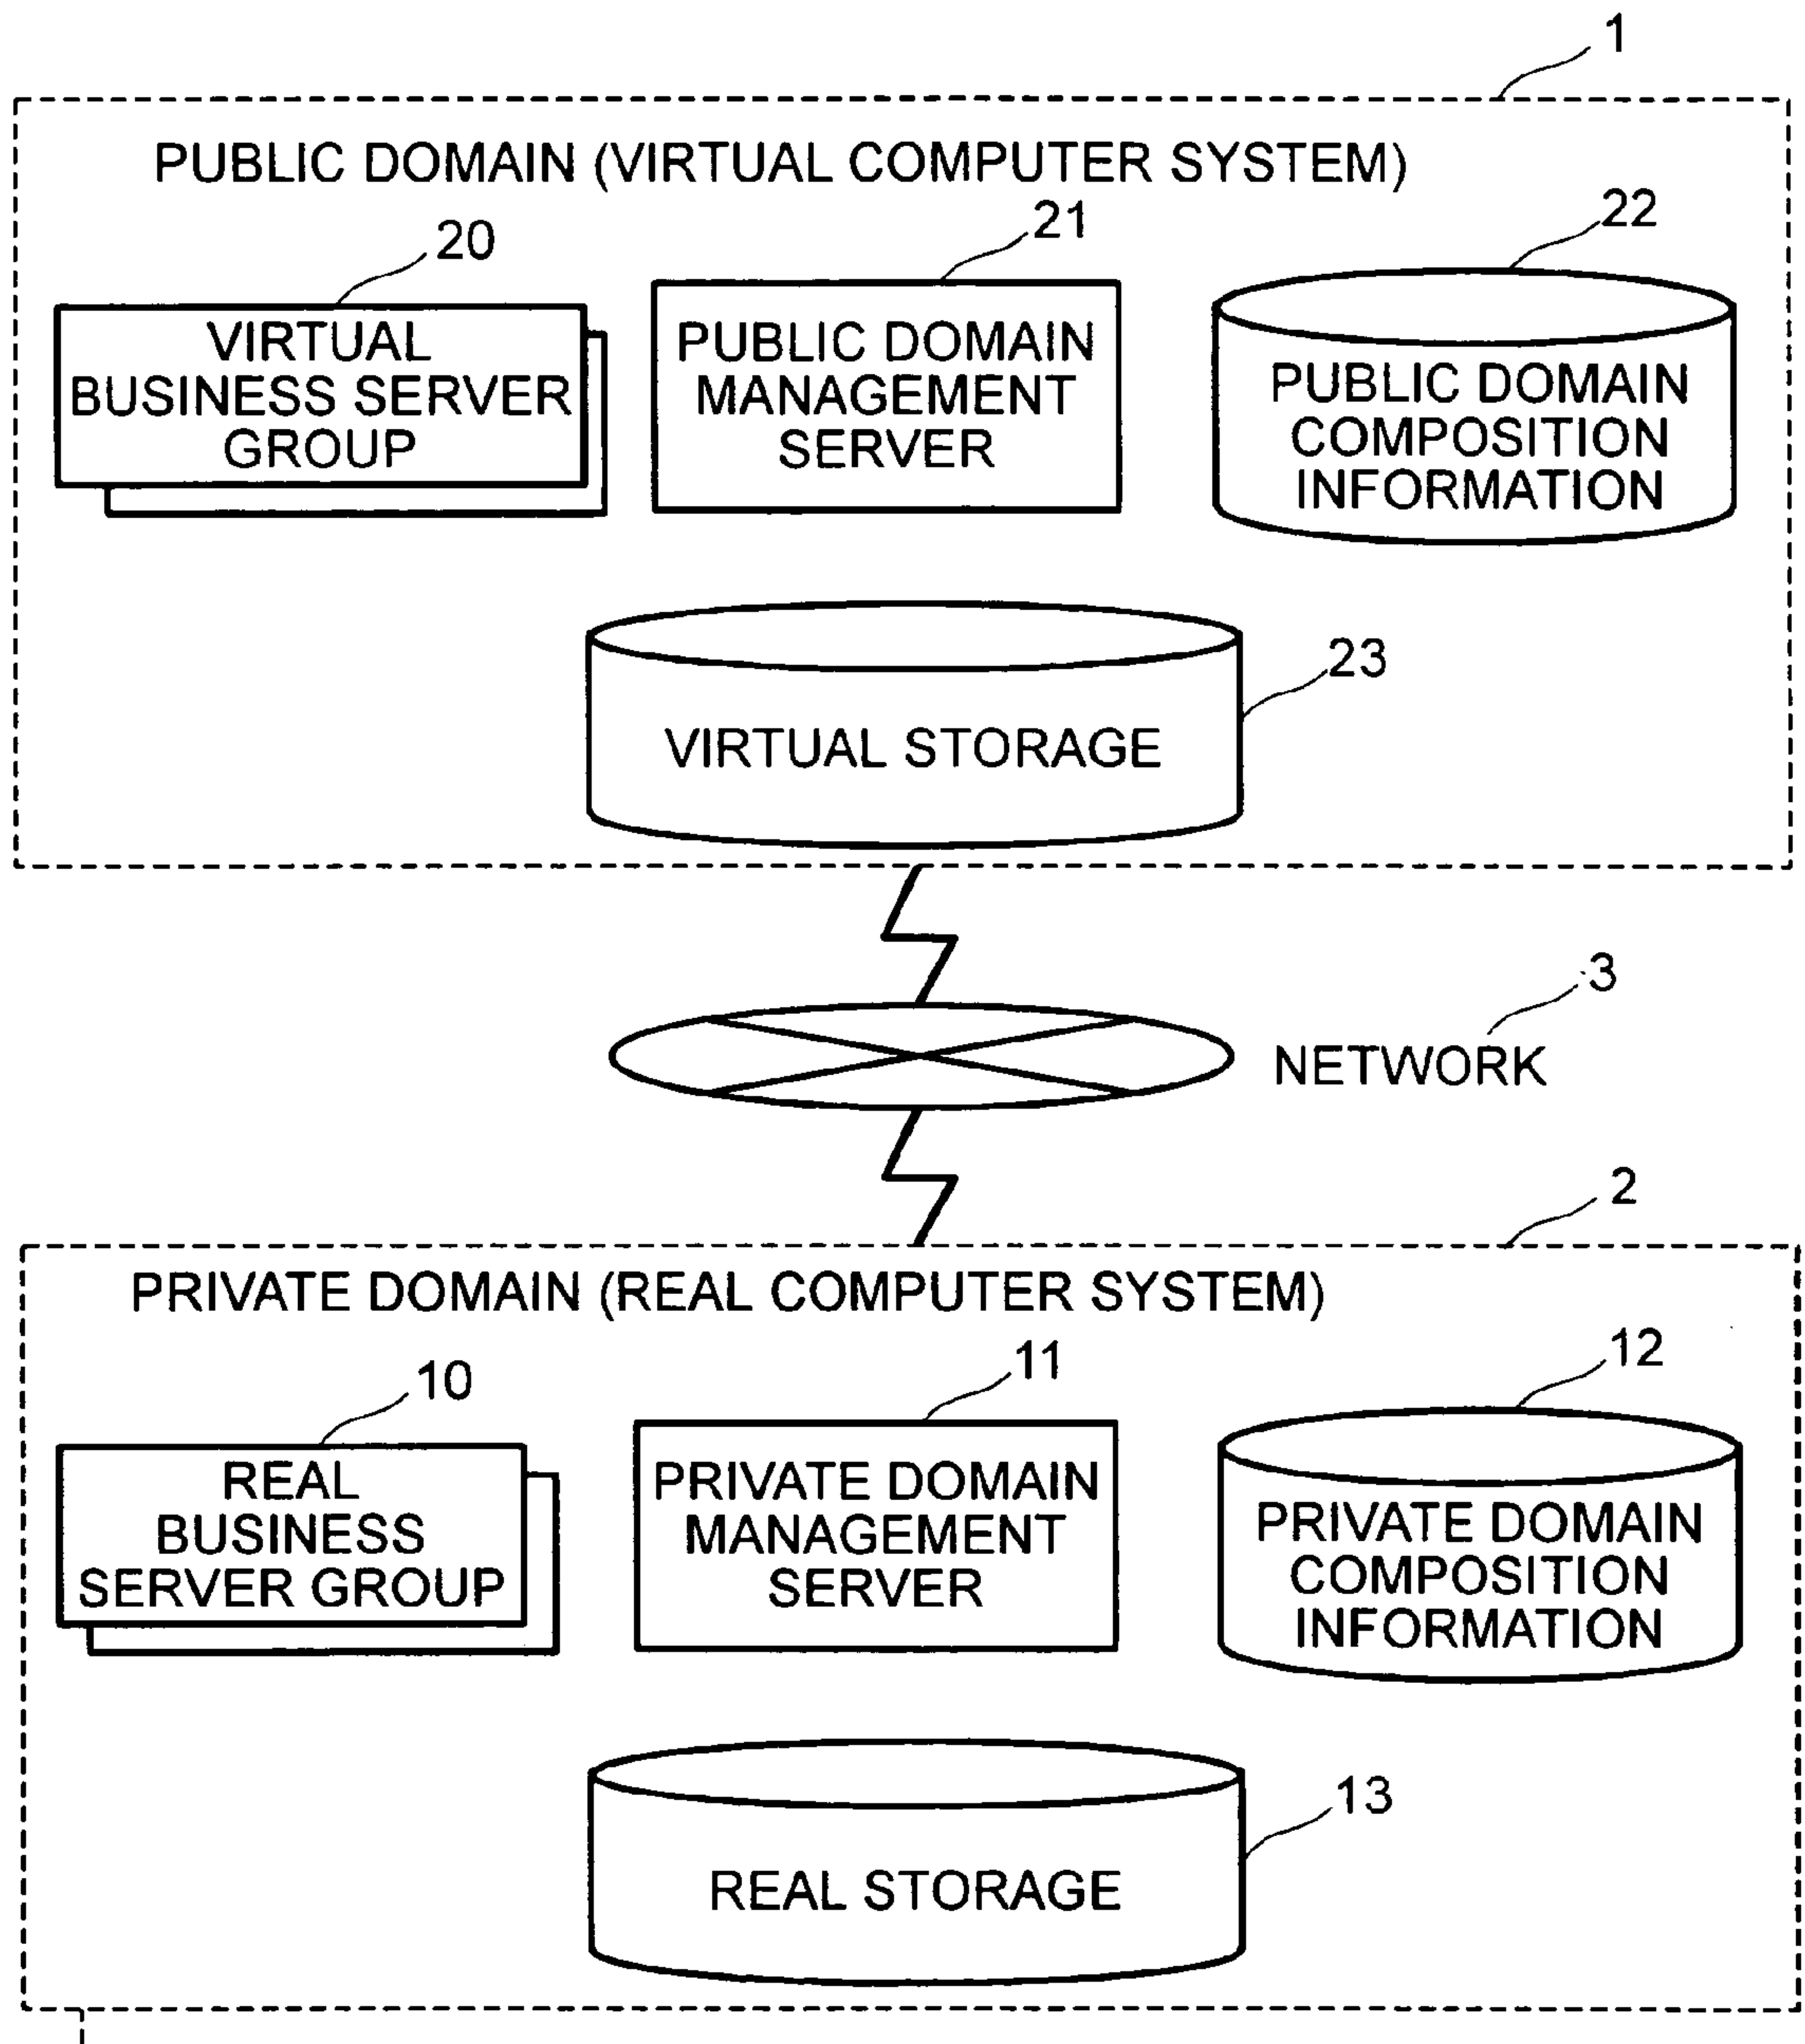 1
PUBLIC DOMAIN (VIRTUAL COMPUTER SYSTEM)
20
21
22
VIRTUAL
BUSINESS SERVER
GROUP
PUBLIC DOMAIN
MANAGEMENT
SERVER
PUBLIC DOMAIN
COMPOSITION
INFORMATION
23
VIRTUAL STORAGE
3
NETWORK
2
PRIVATE DOMAIN (REAL COMPUTER SYSTEM)
10
11
12
REAL
BUSINESS
SERVER GROUP
PRIVATE DOMAIN
MANAGEMENT
SERVER
PRIVATE DOMAIN
COMPOSITION
INFORMATION
13
REAL STORAGE